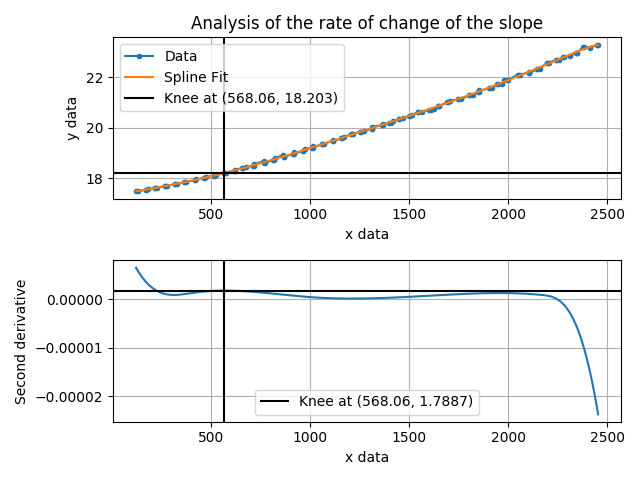 Analysis of the rate of change of the slope
Data
Spline Fit
Knee at (568.06, 18.203)
y data
22
20
18
500 1000 1500 2000 2500
x data
Second derivative
0.00000
−0.00001
−0.00002
Knee at (568.06, 1.7887)
500 1000 1500 2000 2500
x data